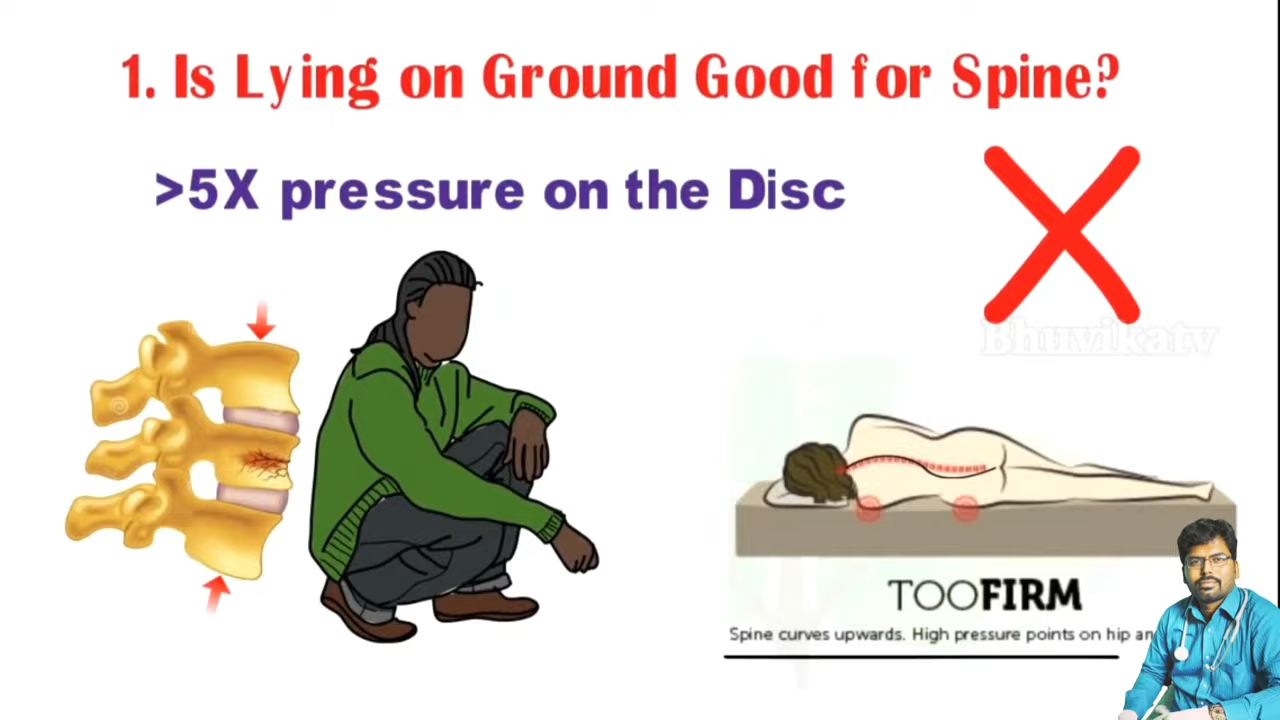 1. Is Lying on Ground Good for Spine?
>5X pressure on the Disc
Bhuvikatv
TOOFIRM
Spine curves upwards. High pressure points on hip an